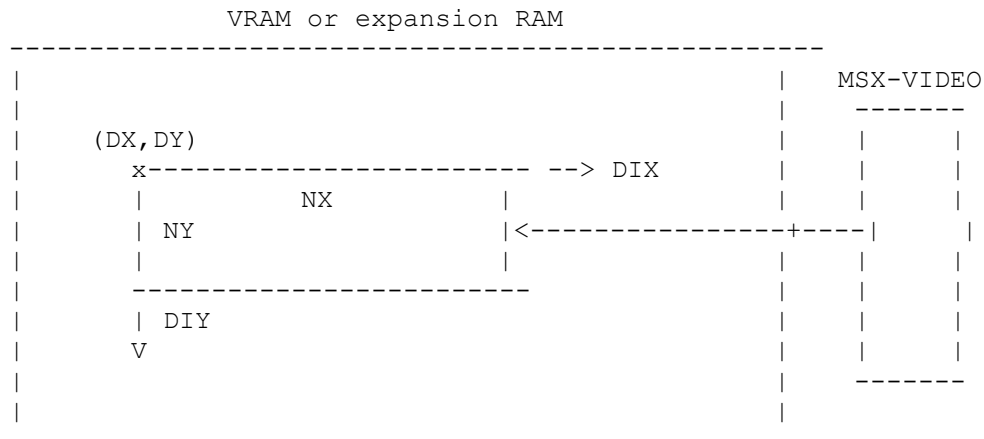 VRAM or expansion RAM
MSX-VIDEO
(DX,DY)
x --> DIX
NX
NY
DIY
V